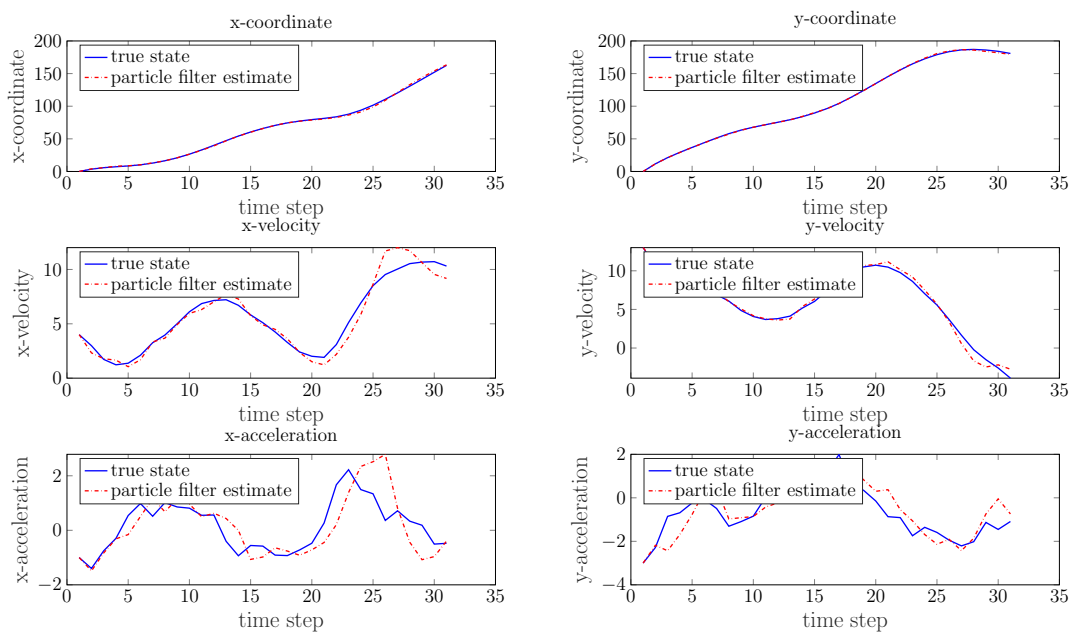 x-coordinate
x-coordinate
200
150
100
50
0
true state
particle filter estimate
0 5 10 15 20 25 30 35
time step
y-coordinate
y-coordinate
200
150
100
50
0
true state
particle filter estimate
0 5 10 15 20 25 30 35
time step
x-velocity
x-velocity
10
5
0
true state
particle filter estimate
0 5 10 15 20 25 30 35
time step
y-velocity
y-velocity
10
5
0
true state
particle filter estimate
0 5 10 15 20 25 30 35
time step
x-acceleration
x-acceleration
2
0
−2
true state
particle filter estimate
0 5 10 15 20 25 30 35
time step
y-acceleration
y-acceleration
2
0
−2
−4
true state
particle filter estimate
0 5 10 15 20 25 30 35
time step